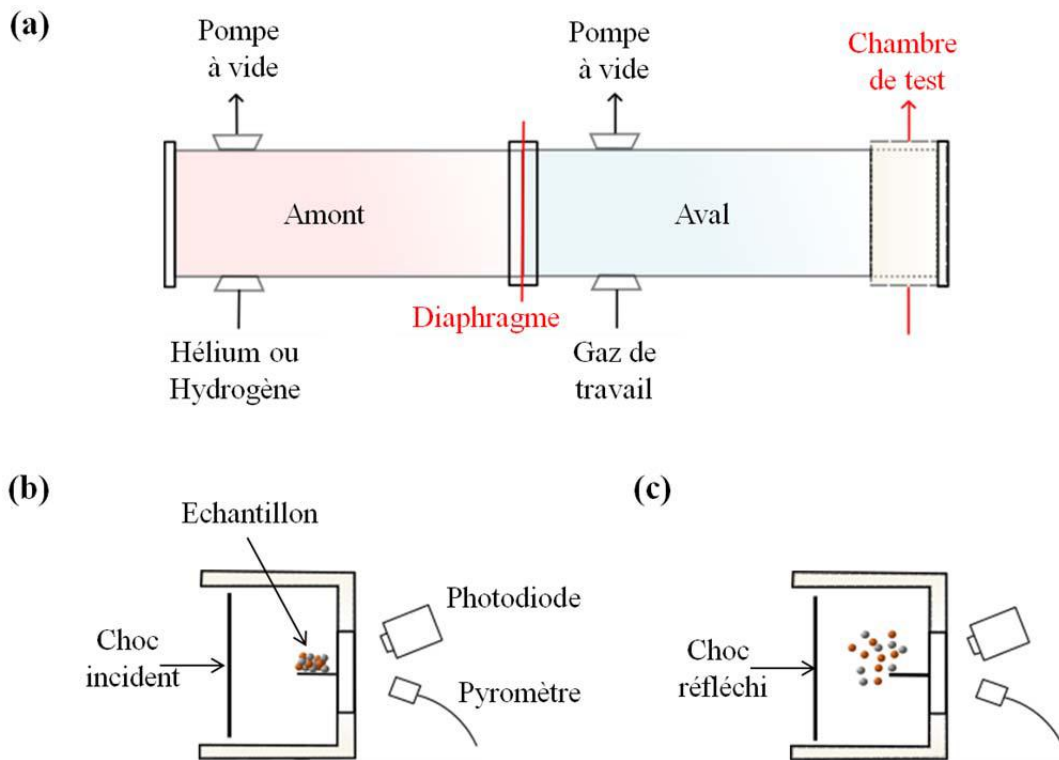 (a)
Pompe
à vide
Pompe
à vide
Chambre
de test
Amont
Aval
Diaphragme
Hélium ou
Hydrogène
Gaz de
travail
(b)
Echantillon
Photodiode
Choc
incident
Pyromètre
(c)
Choc
réfléchi